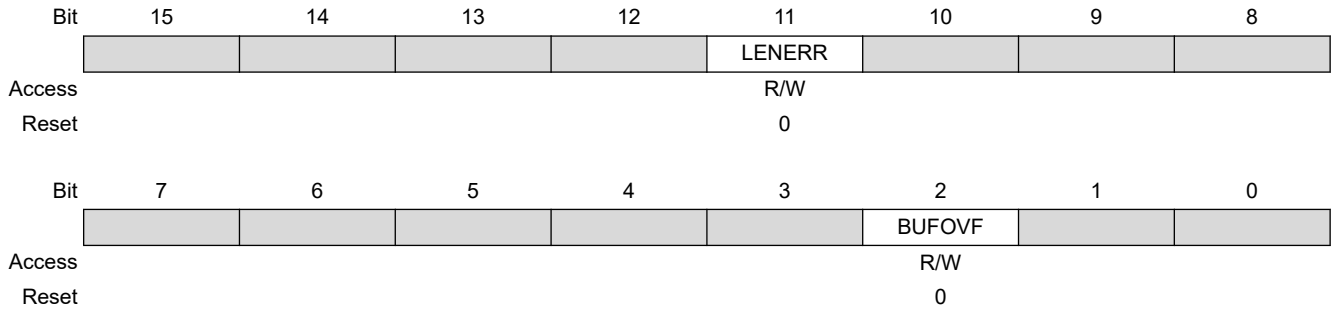 Bit 15 14 13 12 11 10 9 8
LENERR
Access R/W
Reset 0
Bit 7 6 5 4 3 2 1 0
BUFOVF
Access R/W
Reset 0